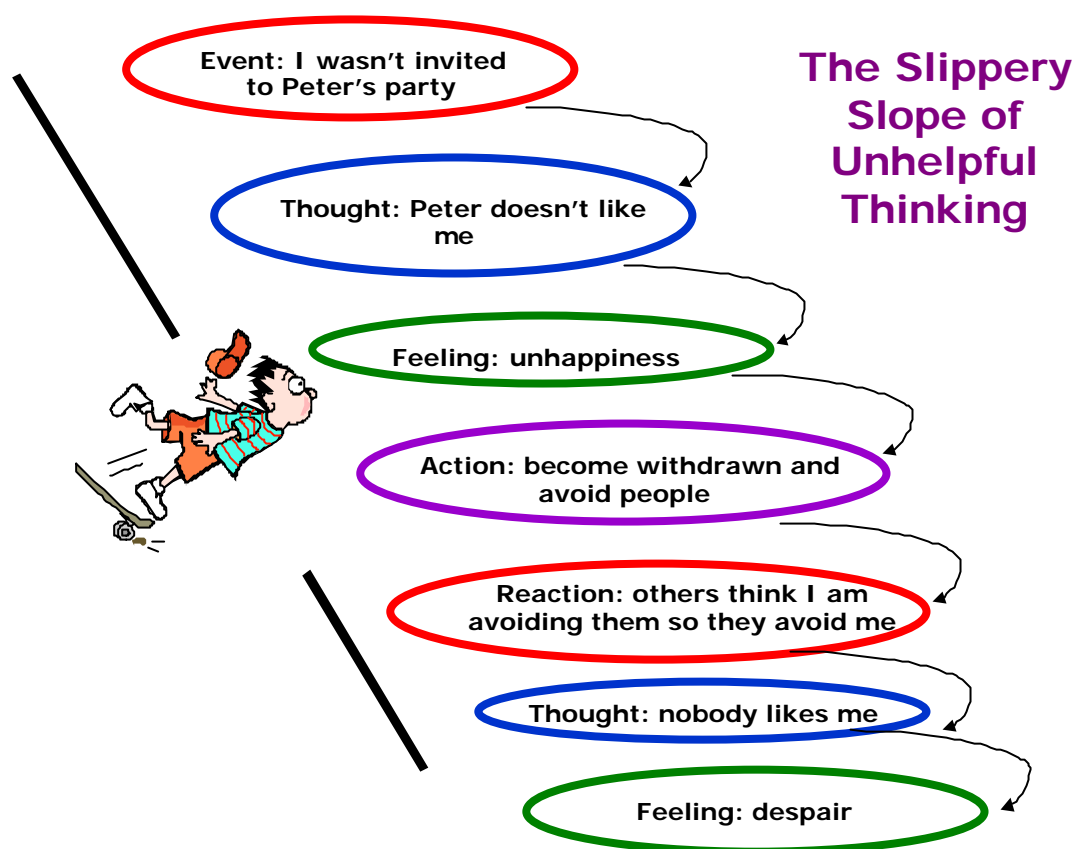 The Slippery
Slope of
Unhelpful
Thinking
Event: I wasn't invited
to Peter's party
Thought: Peter doesn't like
me
Feeling: unhappiness
Action: become withdrawn and
avoid people
Reaction: others think I am
avoiding them so they avoid me
Thought: nobody likes me
Feeling: despair